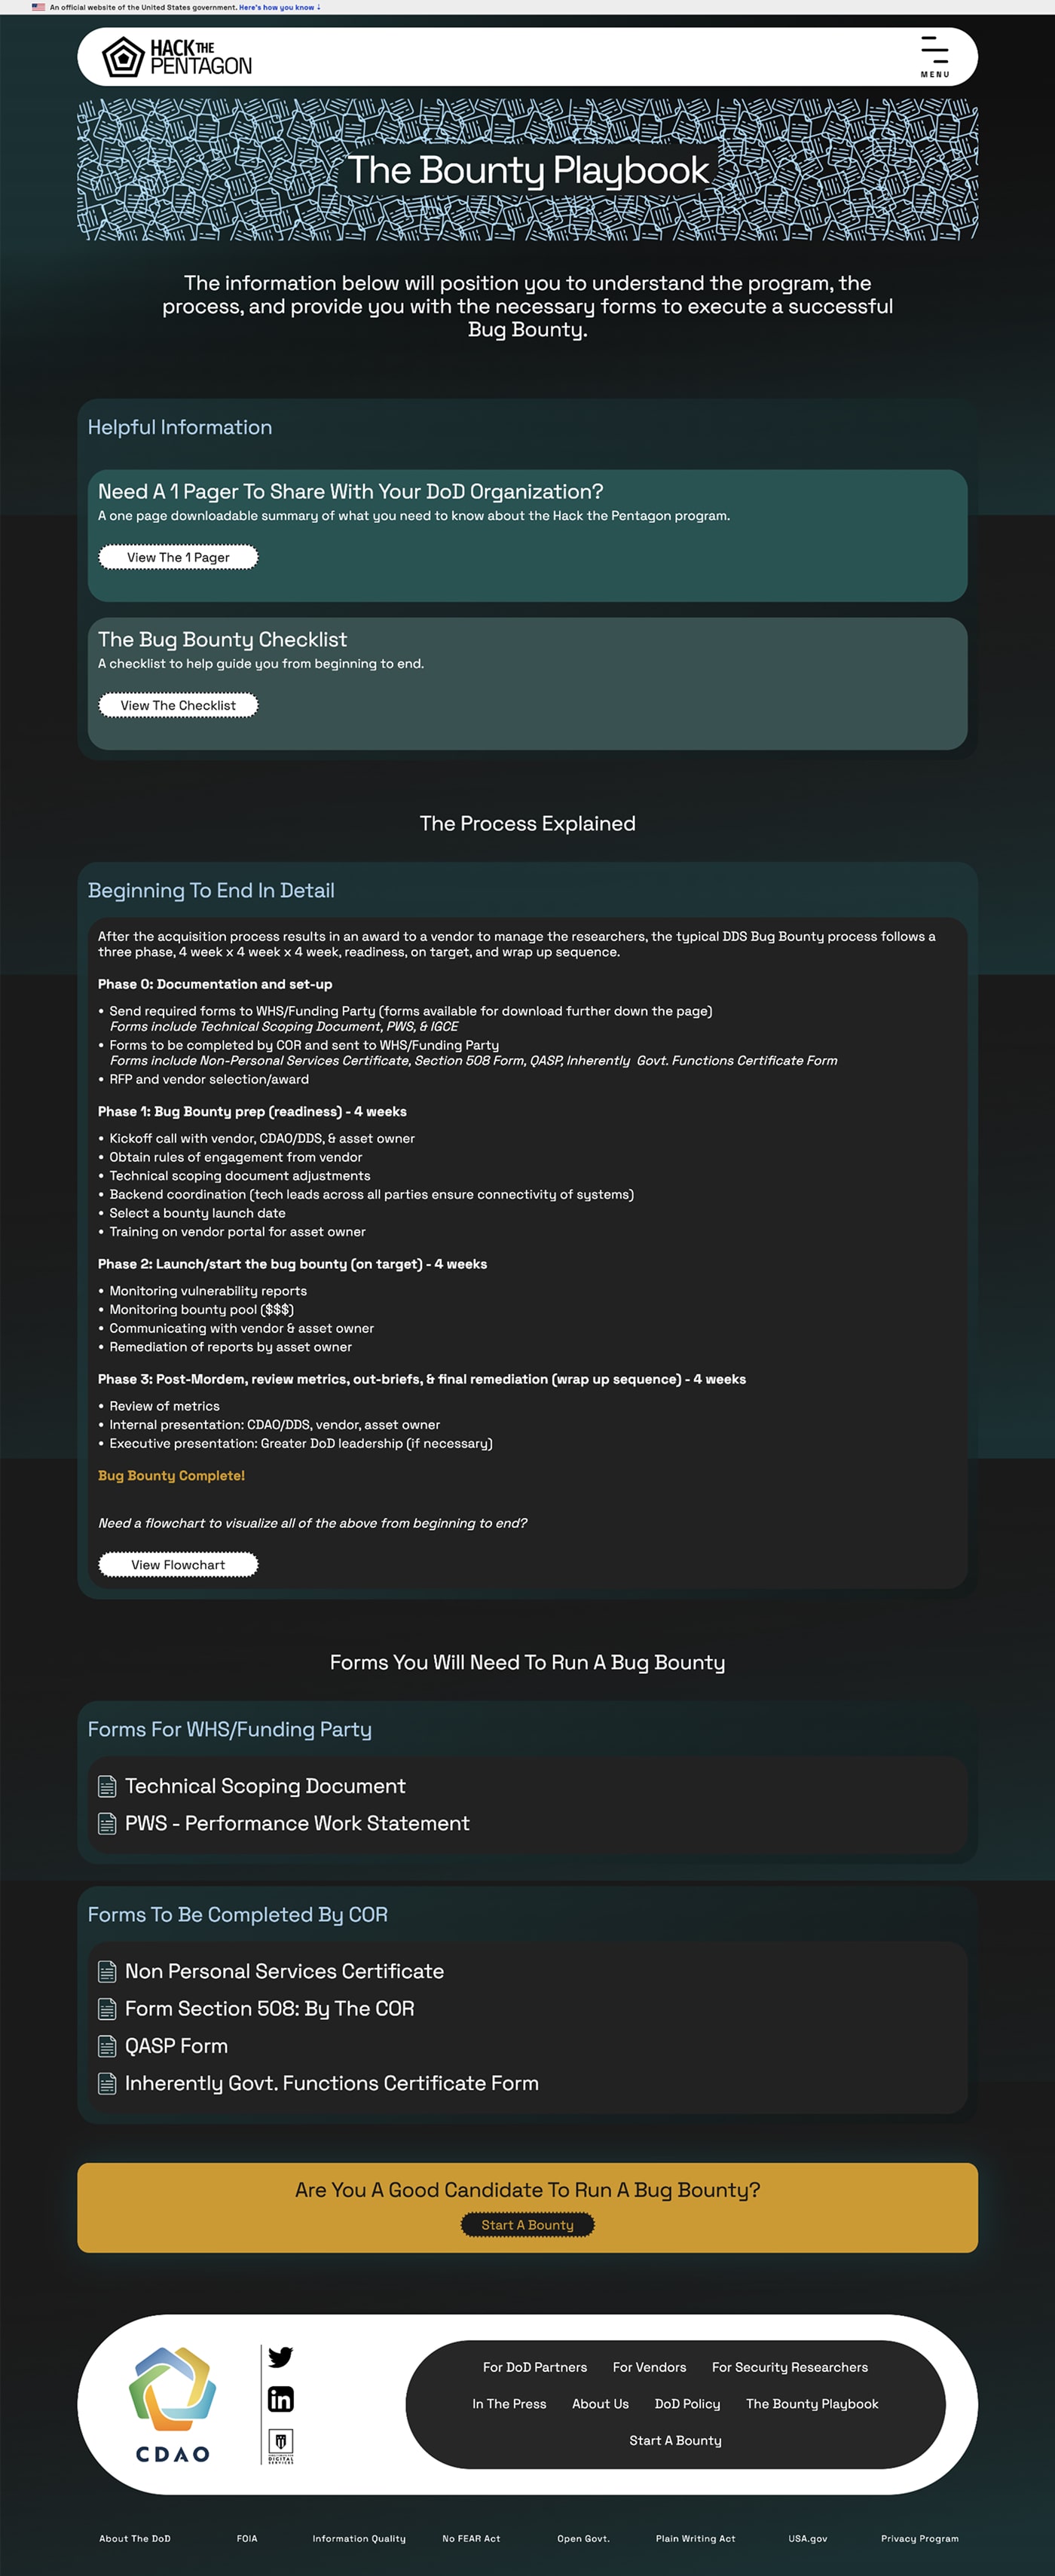 An official website of the United States government. Here's how you know ↓
HACK THE
PENTAGON
MENU
The Bounty Playbook
The information below will position you to understand the program, the
process, and provide you with the necessary forms to execute a successful
Bug Bounty.
Helpful Information
Need A 1 Pager To Share With Your DoD Organization?
A one page downloadable summary of what you need to know about the Hack the Pentagon program.
View The 1 Pager
The Bug Bounty Checklist
A checklist to help guide you from beginning to end.
View The Checklist
The Process Explained
Beginning To End In Detail
After the acquisition process results in an award to a vendor to manage the researchers, the typical DDS Bug Bounty process follows a
three phase, 4 week x 4 week x 4 week, readiness, on target, and wrap up sequence.
Phase 0: Documentation and set-up
• Send required forms to WHS/Funding Party (forms available for download further down the page)
Forms include Technical Scoping Document, PWS, & IGCE
• Forms to be completed by COR and sent to WHS/Funding Party
Forms include Non-Personal Services Certificate, Section 508 Form, QASP, Inherently Govt. Functions Certificate Form
• RFP and vendor selection/award
Phase 1: Bug Bounty prep (readiness) - 4 weeks
• Kickoff call with vendor, CDAO/DDS, & asset owner
• Obtain rules of engagement from vendor
• Technical scoping document adjustments
• Backend coordination (tech leads across all parties ensure connectivity of systems)
• Select a bounty launch date
• Training on vendor portal for asset owner
Phase 2: Launch/start the bug bounty (on target) - 4 weeks
• Monitoring vulnerability reports
• Monitoring bounty pool ($$$)
• Communicating with vendor & asset owner
• Remediation of reports by asset owner
Phase 3: Post-Mordem, review metrics, out-briefs, & final remediation (wrap up sequence) - 4 weeks
• Review of metrics
• Internal presentation: CDAO/DDS, vendor, asset owner
• Executive presentation: Greater DoD leadership (if necessary)
Bug Bounty Complete!
Need a flowchart to visualize all of the above from beginning to end?
View Flowchart
Forms You Will Need To Run A Bug Bounty
Forms For WHS/Funding Party
Technical Scoping Document
PWS - Performance Work Statement
Forms To Be Completed By COR
Non Personal Services Certificate
Form Section 508: By The COR
QASP Form
Inherently Govt. Functions Certificate Form
Are You A Good Candidate To Run A Bug Bounty?
Start A Bounty
CDAO
in
DIGITAL
For DoD Partners For Vendors For Security Researchers
In The Press About Us DoD Policy The Bounty Playbook
Start A Bounty
About The DoD FOIA Information Quality No FEAR Act Open Govt. Plain Writing Act USA.gov Privacy Program